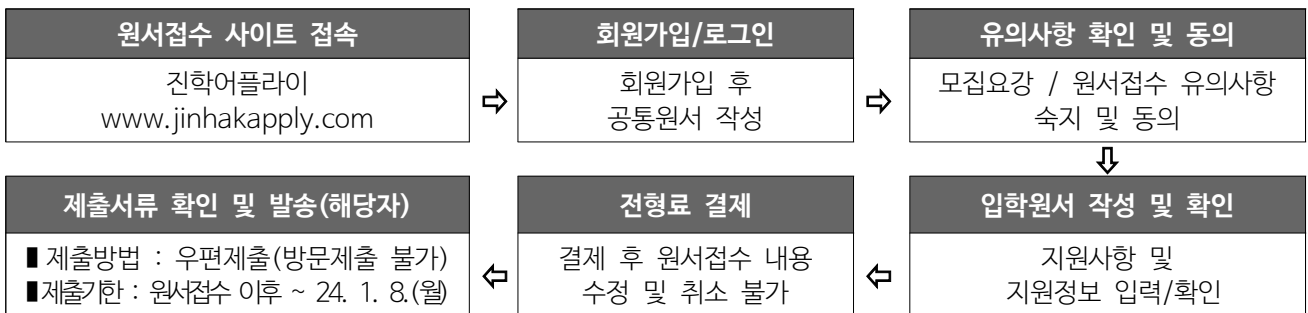 원서접수 사이트 접속
진학어플라이
www.jinhakapply.com
⇨
회원가입/로그인
회원가입 후
공통원서 작성
⇨
유의사항 확인 및 동의
모집요강 / 원서접수 유의사항
숙지 및 동의
⇩
입학원서 작성 및 확인
지원사항 및
지원정보 입력/확인
⇦
전형료 결제
결제 후 원서접수 내용
수정 및 취소 불가
⇦
제출서류 확인 및 발송(해당자)
▮제출방법 : 우편제출(방문제출 불가)
▮제출기한 : 원서접수 이후 ~ 24. 1. 8.(월)